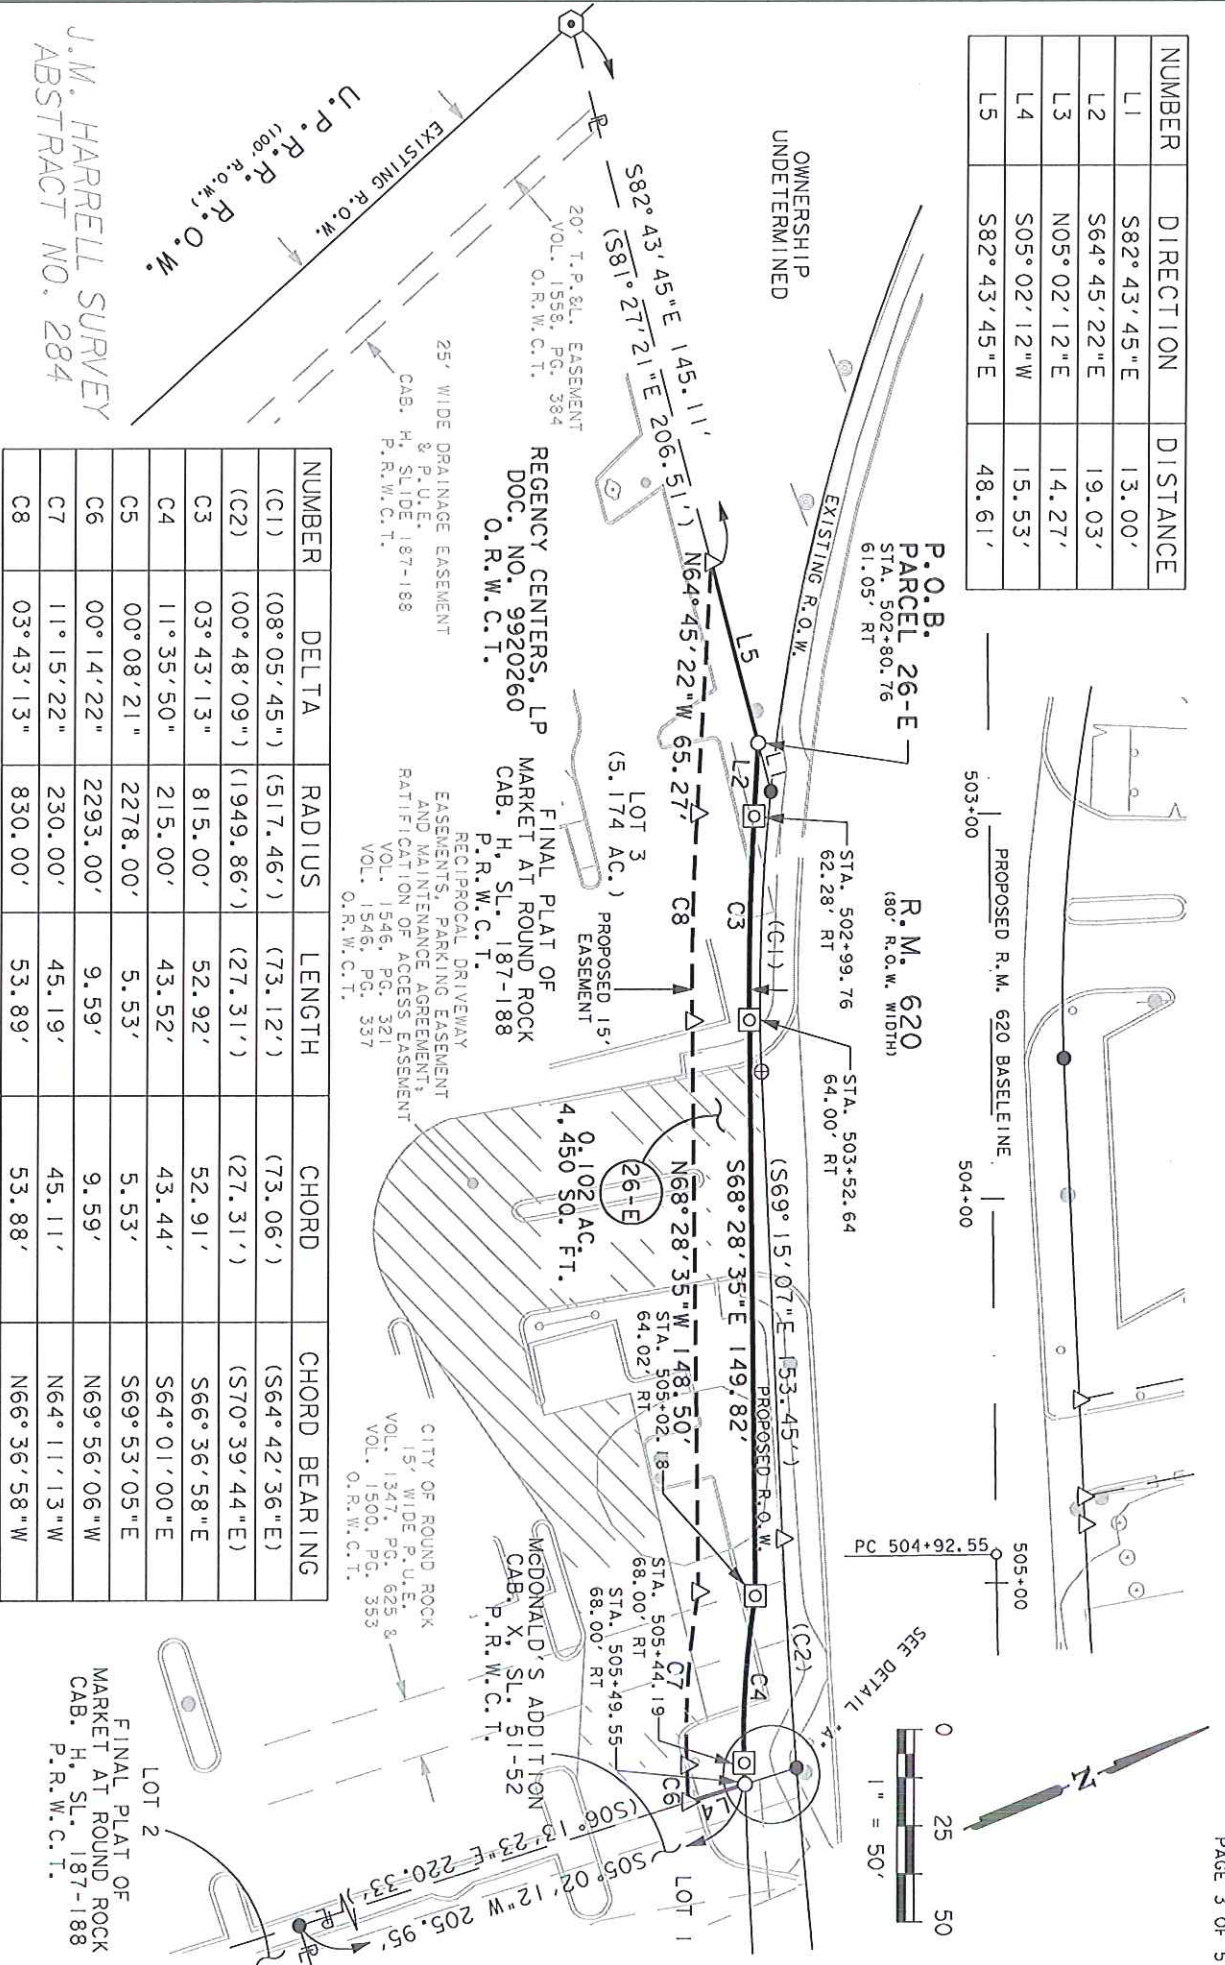 PAGE 3 OF 5
NUMBER DIRECTION DISTANCE
L1 S82°43'45"E 13.00'
L2 S64°45'22"E 19.03'
L3 N05°02'12"E 14.27'
L4 S05°02'12"W 15.53'
L5 S82°43'45"E 48.61'
503+00
PROPOSED R.M. 620 BASELEINE
504+00
PC 504+92.55
505+00
0 25 50
1" = 50'
N
OWNERSHIP
UNDETERMINED
EXISTING R.O.W.
P.O.B.
PARCEL 26-E
STA. 502+80.76
61.05' RT
R.M. 620
(80' R.O.W. WIDTH)
STA. 502+99.76
62.28' RT
STA. 503+52.64
64.00' RT
SEE DETAIL "A"
S82°43'45"E 145.11'
(S81°27'21"E 206.51')
L5
L1
L2
(C1)
C3
(S69°15'07"E 153.45')
S68°28'35"E 149.82'
PROPOSED R.O.W.
(C2)
C4
N64°45'22"W 65.27'
C8
N68°28'35"W 148.50'
C7
C6
L4
STA. 505+02.18
64.02' RT
STA. 505+44.19
68.00' RT
STA. 505+49.55
68.00' RT
PROPOSED 15'
EASEMENT
26-E
0.102 AC.
4,450 SQ. FT.
LOT 3
(5.174 AC.)
FINAL PLAT OF
MARKET AT ROUND ROCK
CAB. H, SL. 187-188
P.R.W.C.T.
REGENCY CENTERS, LP
DOC. NO. 9920260
O.R.W.C.T.
P
L
20' T.P.&L. EASEMENT
VOL. 1558, PG. 384
O.R.W.C.T.
EXISTING R.O.W.
U.P.R.R. R.O.W.
(100' R.O.W.)
25' WIDE DRAINAGE EASEMENT
& P.U.E.
CAB. H, SLIDE 187-188
P.R.W.C.T.
RECIPROCAL DRIVEWAY
EASEMENTS, PARKING EASEMENT
AND MAINTENANCE AGREEMENT;
RATIFICATION OF ACCESS EASEMENT
VOL. 1546, PG. 321
VOL. 1546, PG. 337
O.R.W.C.T.
CITY OF ROUND ROCK
15' WIDE P.U.E.
VOL. 1347, PG. 625 &
VOL. 1500, PG. 353
O.R.W.C.T.
MCDONALD'S ADDITION
CAB. X, SL. 51-52
P.R.W.C.T.
LOT 1
(S06°13'23"E 220.33')
S05°02'12"W 205.95'
P
L
P
L
LOT 2
FINAL PLAT OF
MARKET AT ROUND ROCK
CAB. H, SL. 187-188
P.R.W.C.T.
J.M. HARRELL SURVEY
ABSTRACT NO. 284
NUMBER DELTA RADIUS LENGTH CHORD CHORD BEARING
(C1) (08°05'45") (517.46') (73.12') (73.06') (S64°42'36"E)
(C2) (00°48'09") (1949.86') (27.31') (27.31') (S70°39'44"E)
C3 03°43'13" 815.00' 52.92' 52.91' S66°36'58"E
C4 11°35'50" 215.00' 43.52' 43.44' S64°01'00"E
C5 00°08'21" 2278.00' 5.53' 5.53' S69°53'05"E
C6 00°14'22" 2293.00' 9.59' 9.59' N69°56'06"W
C7 11°15'22" 230.00' 45.19' 45.11' N64°11'13"W
C8 03°43'13" 830.00' 53.89' 53.88' N66°36'58"W